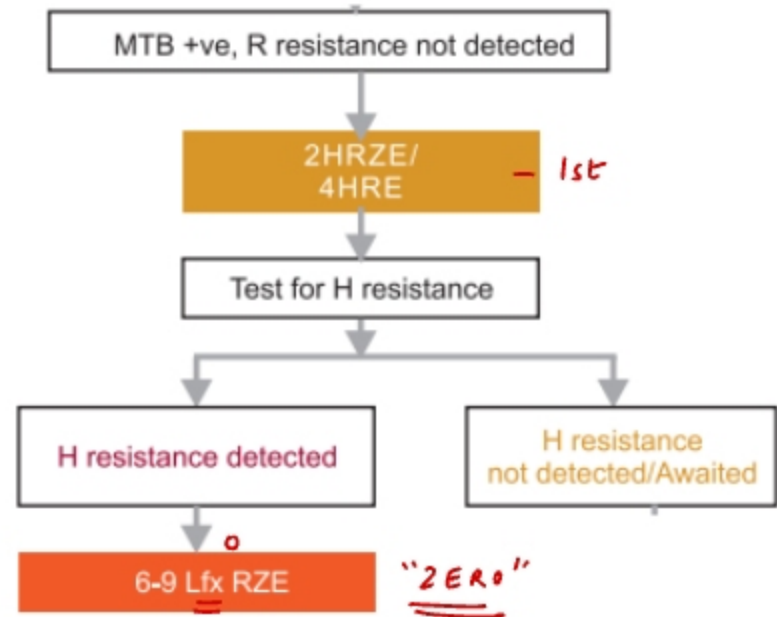 MTB +ve, R resistance not detected
2HRZE/
4HRE
– 1st
Test for H resistance
H resistance detected
H resistance
not detected/Awaited
o
6-9 Lfx RZE
"ZERO"